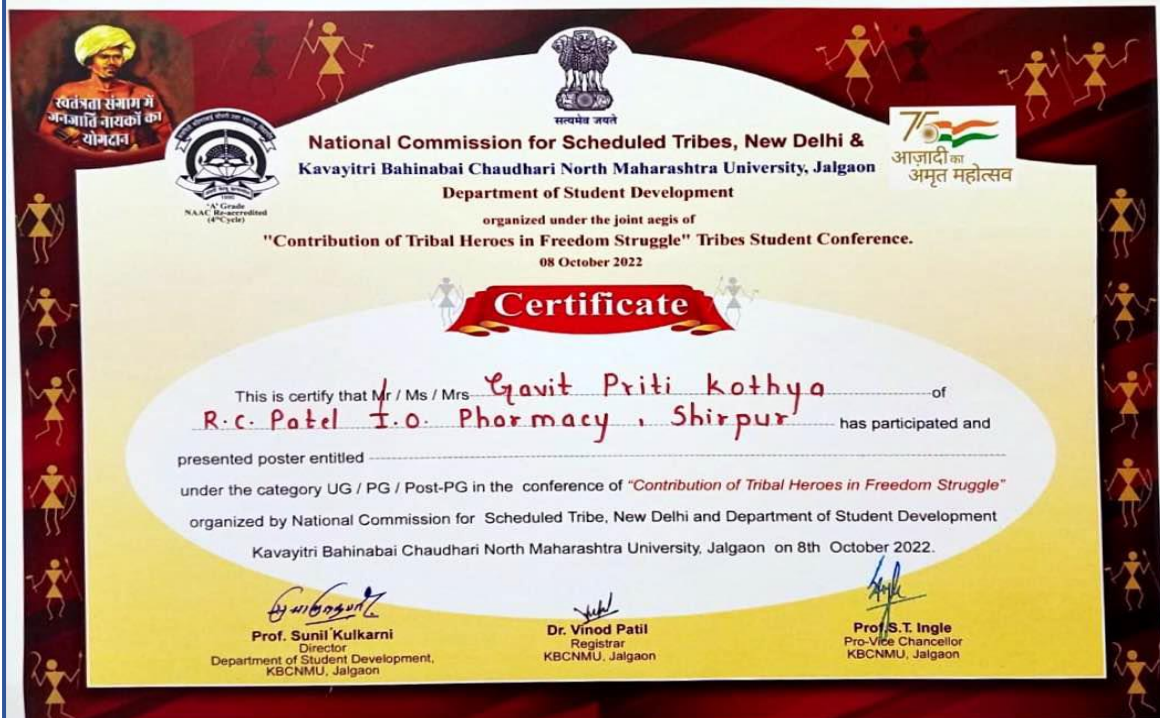 स्वतंत्रता संग्राम में
जनजाति नायकों का
योगदान
सत्यमेव जयते
75
आज़ादी का
अमृत महोत्सव
'A' Grade
NAAC Re-accredited
(4th Cycle)
National Commission for Scheduled Tribes, New Delhi &
Kavayitri Bahinabai Chaudhari North Maharashtra University, Jalgaon
Department of Student Development
organized under the joint aegis of
"Contribution of Tribal Heroes in Freedom Struggle" Tribes Student Conference.
08 October 2022
Certificate
This is certify that Mr / Ms / Mrs Gavit Priti Kothya of
R.C. Patel I.O. Pharmacy, Shirpur has participated and
presented poster entitled
under the category UG / PG / Post-PG in the conference of "Contribution of Tribal Heroes in Freedom Struggle"
organized by National Commission for Scheduled Tribe, New Delhi and Department of Student Development
Kavayitri Bahinabai Chaudhari North Maharashtra University, Jalgaon on 8th October 2022.
Prof. Sunil Kulkarni
Director
Department of Student Development,
KBCNMU, Jalgaon
Dr. Vinod Patil
Registrar
KBCNMU, Jalgaon
Prof.S.T. Ingle
Pro-Vice Chancellor
KBCNMU, Jalgaon